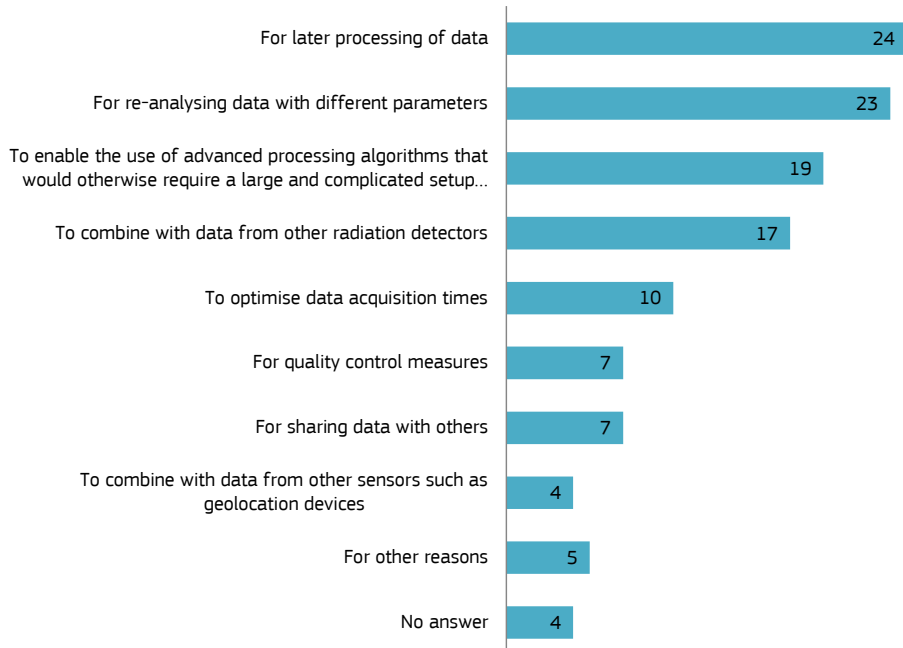 For later processing of data
24
For re-analysing data with different parameters
23
To enable the use of advanced processing algorithms that
would otherwise require a large and complicated setup...
19
To combine with data from other radiation detectors
17
To optimise data acquisition times
10
For quality control measures
7
For sharing data with others
7
To combine with data from other sensors such as
geolocation devices
4
For other reasons
5
No answer
4